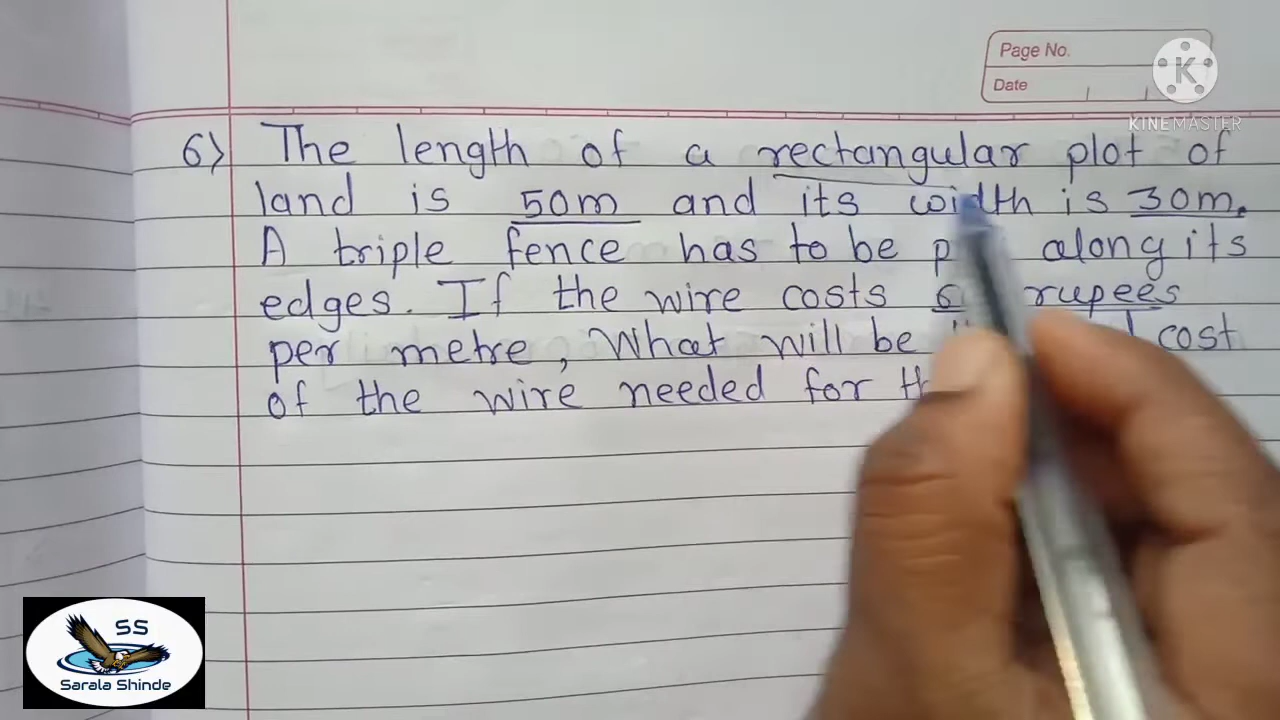 Page No.
Date
KINEMASTER
6) The length of a rectangular plot of
land is 50m and its width is 30m.
A triple fence has to be along its
edges. If the wire costs rupees
per metre, What will be cost
of the wire needed for
SS
Sarala Shinde